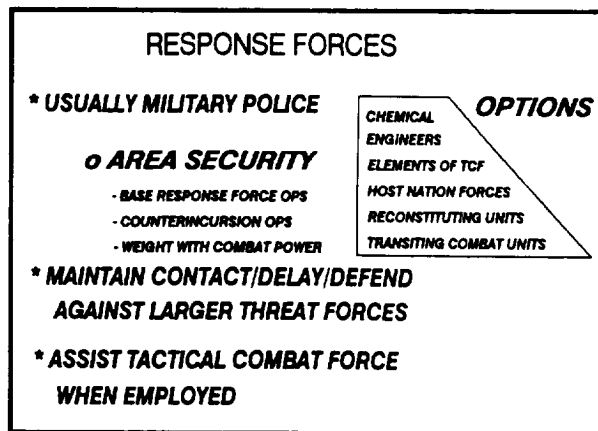 RESPONSE FORCES
* USUALLY MILITARY POLICE
o AREA SECURITY
- BASE RESPONSE FORCE OPS
- COUNTERINCURSION OPS
- WEIGHT WITH COMBAT POWER
OPTIONS
CHEMICAL
ENGINEERS
ELEMENTS OF TCF
HOST NATION FORCES
RECONSTITUTING UNITS
TRANSITING COMBAT UNITS
* MAINTAIN CONTACT/DELAY/DEFEND
AGAINST LARGER THREAT FORCES
* ASSIST TACTICAL COMBAT FORCE
WHEN EMPLOYED